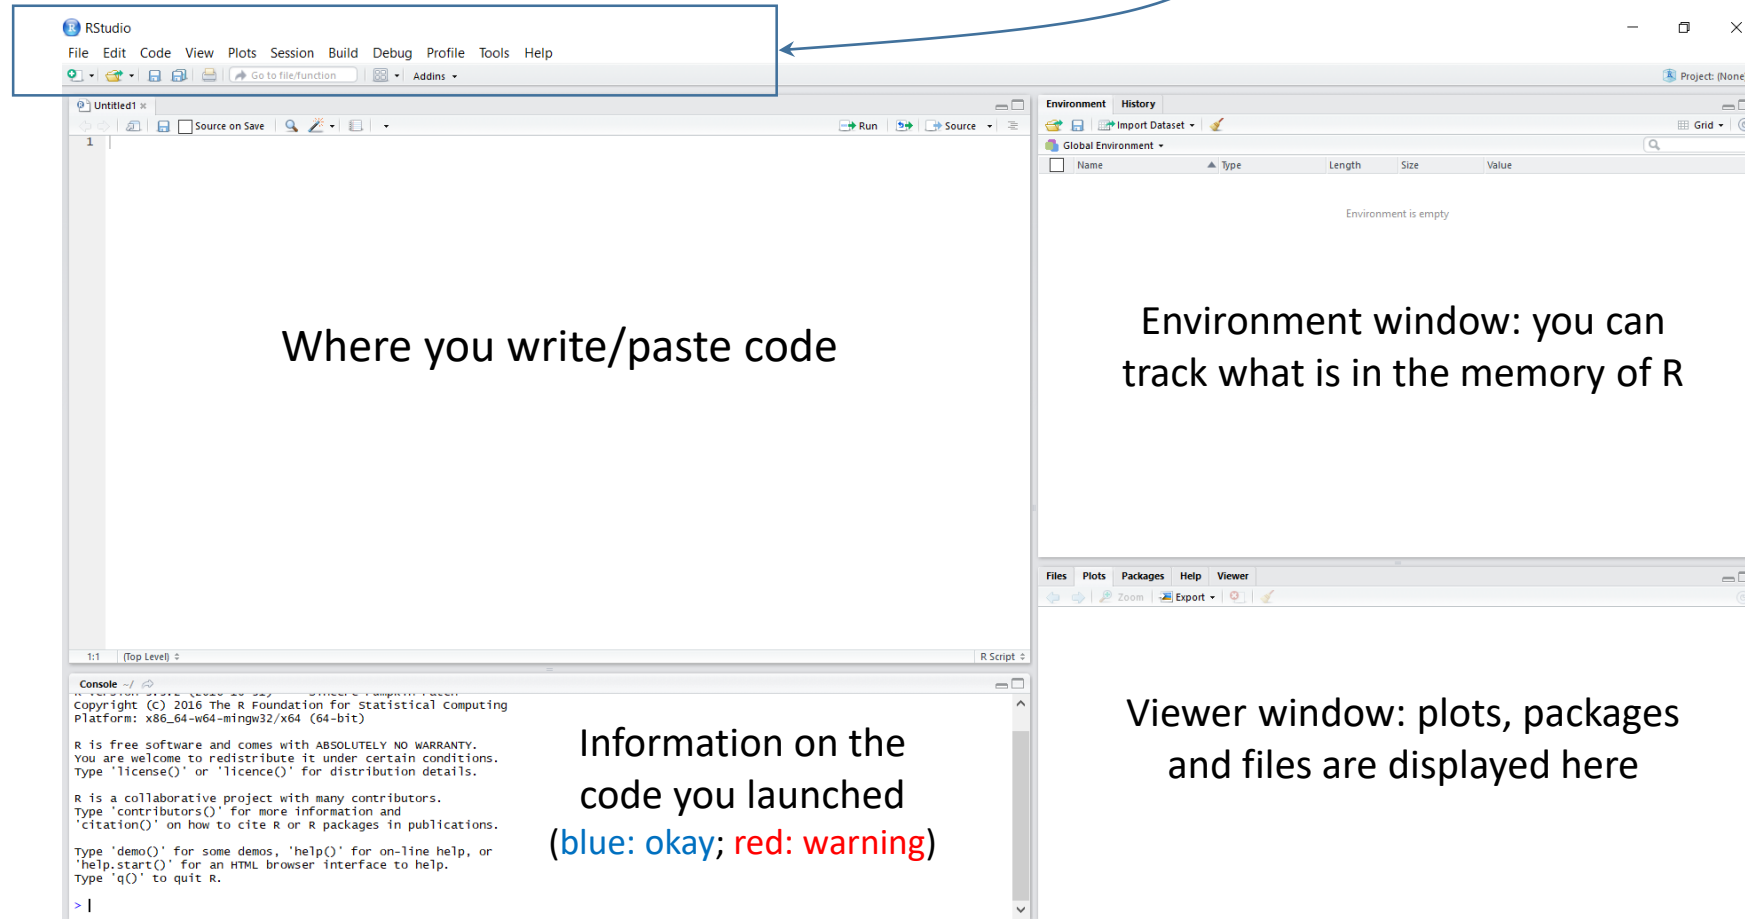 RStudio
File Edit Code View Plots Session Build Debug Profile Tools Help
Go to file/function Addins
Project: (None)
Untitled1
Source on Save Run Source
1
Where you write/paste code
1:1 (Top Level) R Script
Console ~/
Copyright (C) 2016 The R Foundation for Statistical Computing
Platform: x86_64-w64-mingw32/x64 (64-bit)
R is free software and comes with ABSOLUTELY NO WARRANTY.
You are welcome to redistribute it under certain conditions.
Type 'license()' or 'licence()' for distribution details.
R is a collaborative project with many contributors.
Type 'contributors()' for more information and
'citation()' on how to cite R or R packages in publications.
Type 'demo()' for some demos, 'help()' for on-line help, or
'help.start()' for an HTML browser interface to help.
Type 'q()' to quit R.
>
Information on the
code you launched
(blue: okay; red: warning)
Environment History
Import Dataset Grid
Global Environment
Name Type Length Size Value
Environment is empty
Environment window: you can
track what is in the memory of R
Files Plots Packages Help Viewer
Zoom Export
Viewer window: plots, packages
and files are displayed here